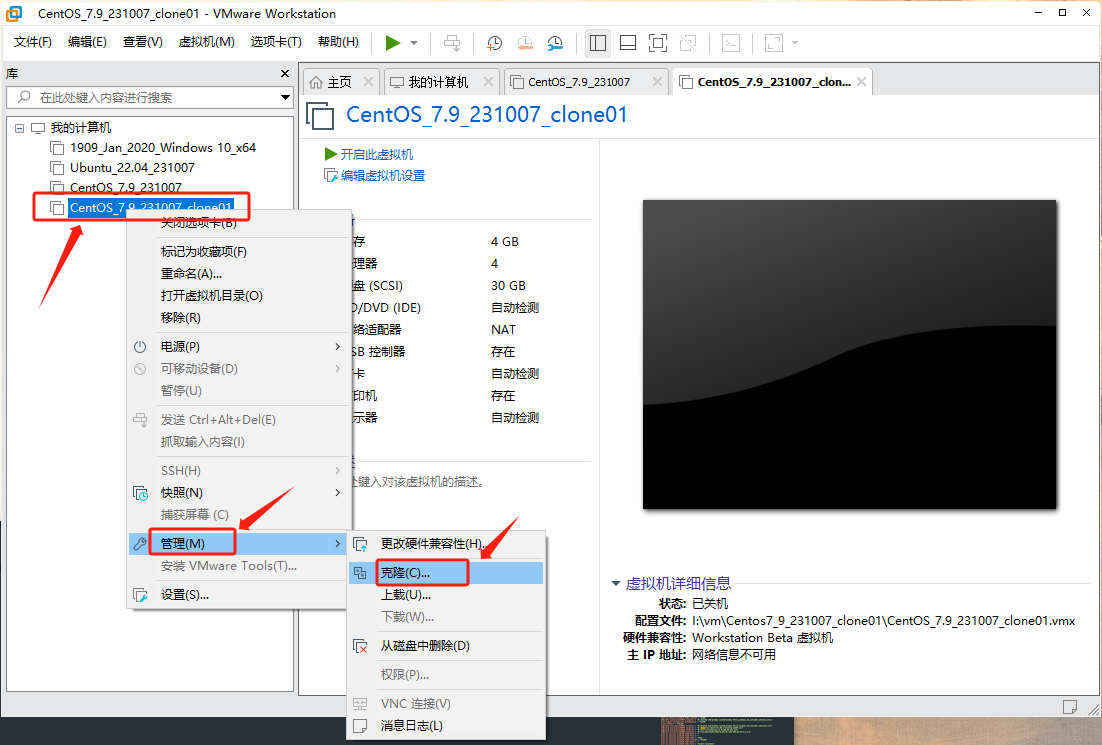 CentOS_7.9_231007_clone01 - VMware Workstation
文件(F) 编辑(E) 查看(V) 虚拟机(M) 选项卡(T) 帮助(H)
库
在此处键入内容进行搜索
我的计算机
1909_Jan_2020_Windows 10_x64
Ubuntu_22.04_231007
CentOS_7.9_231007
CentOS_7.9_231007_clone01
主页 我的计算机 CentOS_7.9_231007 CentOS_7.9_231007_clon...
CentOS_7.9_231007_clone01
开启此虚拟机
编辑虚拟机设置
存 4 GB
理器 4
盘 (SCSI) 30 GB
D/DVD (IDE) 自动检测
络适配器 NAT
SB 控制器 存在
卡 自动检测
印机 存在
示器 自动检测
处键入对该虚拟机的描述。
关闭选项卡(B)
标记为收藏项(F)
重命名(A)...
打开虚拟机目录(O)
移除(R)
电源(P)
可移动设备(D)
暂停(U)
发送 Ctrl+Alt+Del(E)
抓取输入内容(I)
SSH(H)
快照(N)
捕获屏幕 (C)
管理(M)
安装 VMware Tools(T)...
设置(S)...
更改硬件兼容性(H)...
克隆(C)...
上载(U)...
下载(W)...
从磁盘中删除(D)
权限(P)...
VNC 连接(V)
消息日志(L)
虚拟机详细信息
状态: 已关机
配置文件: I:\vm\Centos7_9_231007_clone01\CentOS_7.9_231007_clone01.vmx
硬件兼容性: Workstation Beta 虚拟机
主 IP 地址: 网络信息不可用